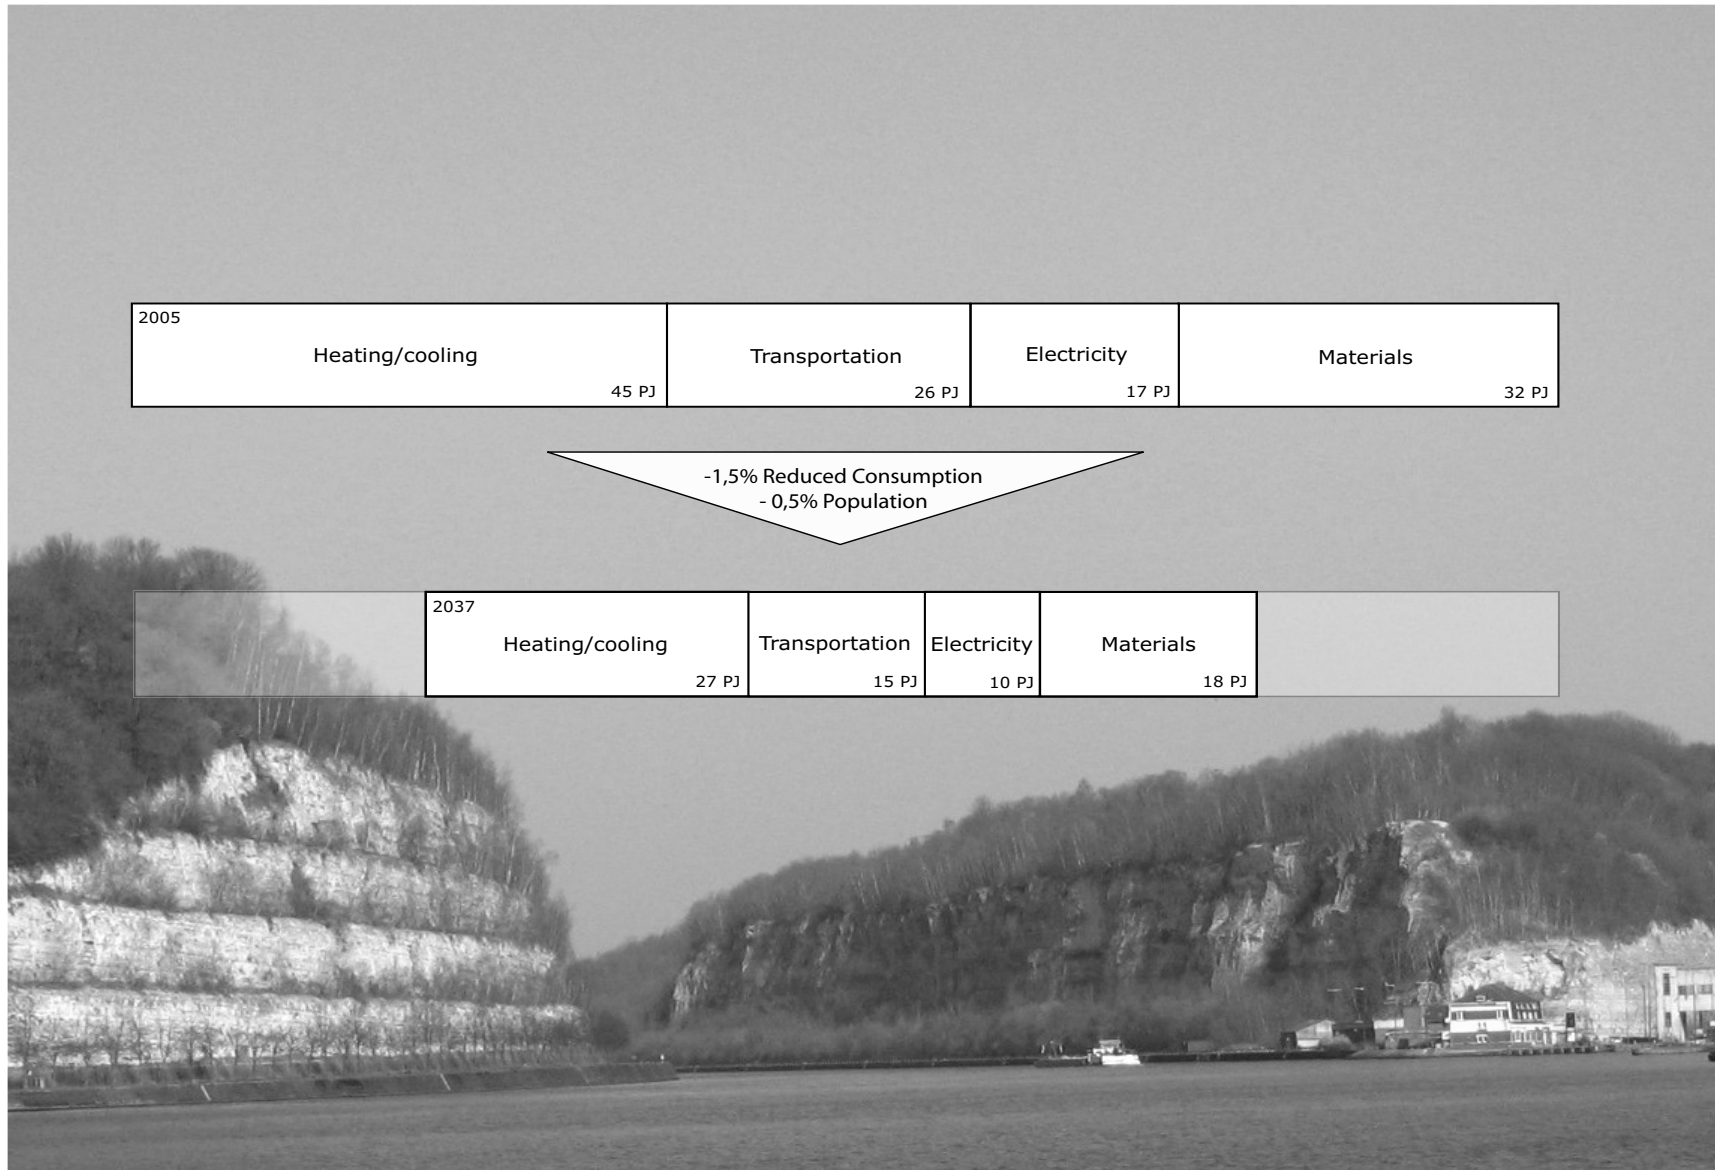 2005
Heating/cooling
45 PJ
Transportation
26 PJ
Electricity
17 PJ
Materials
32 PJ
-1,5% Reduced Consumption
- 0,5% Population
2037
Heating/cooling
27 PJ
Transportation
15 PJ
Electricity
10 PJ
Materials
18 PJ